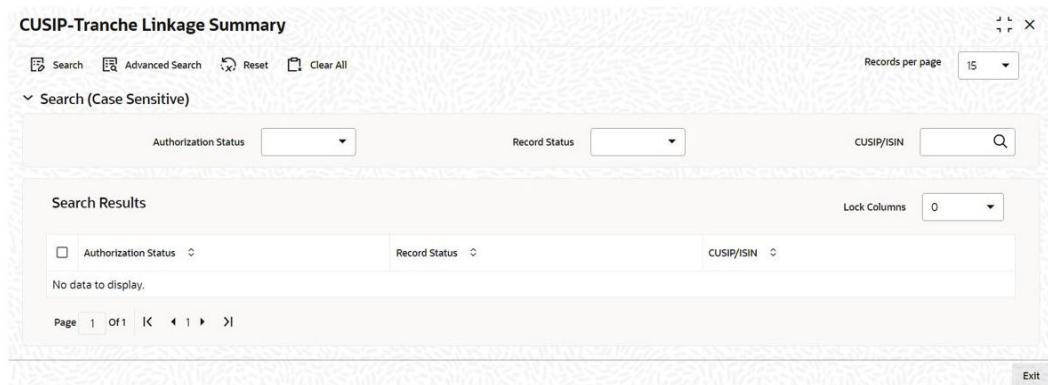 CUSIP-Tranche Linkage Summary
Search Advanced Search Reset Clear All Records per page 15
Search (Case Sensitive)
Authorization Status Record Status CUSIP/ISIN
Search Results Lock Columns 0
Authorization Status Record Status CUSIP/ISIN
No data to display.
Page 1 Of 1 1
Exit